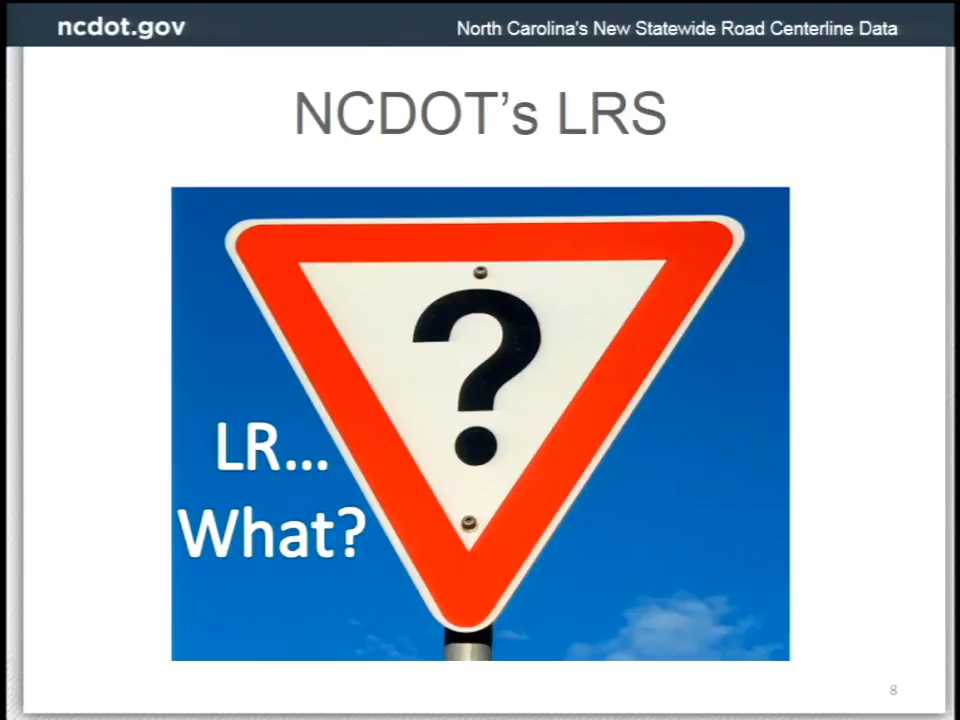 ncdot.gov
North Carolina's New Statewide Road Centerline Data
NCDOT's LRS
?
LR...
What?
8